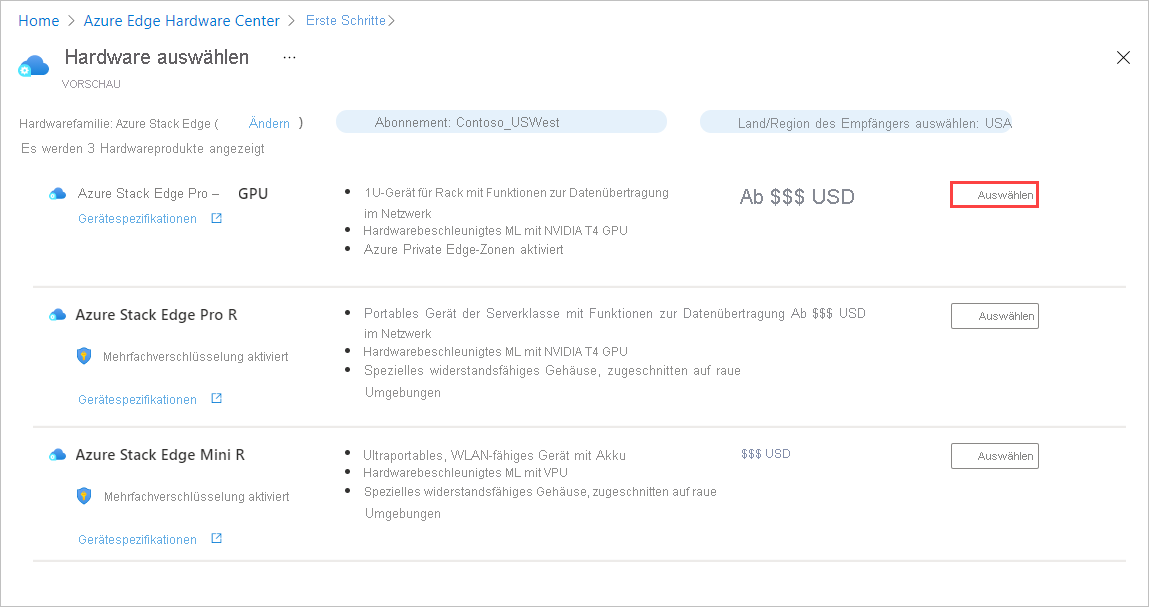 Home > Azure Edge Hardware Center > Erste Schritte >
Hardware auswählen ...
VORSCHAU
Hardwarefamilie: Azure Stack Edge ( Ändern ) Abonnement: Contoso_USWest Land/Region des Empfängers auswählen: USA
Es werden 3 Hardwareprodukte angezeigt
Azure Stack Edge Pro – GPU
Gerätespezifikationen
• 1U-Gerät für Rack mit Funktionen zur Datenübertragung
im Netzwerk
• Hardwarebeschleunigtes ML mit NVIDIA T4 GPU
• Azure Private Edge-Zonen aktiviert
Ab $$$ USD
Auswählen
Azure Stack Edge Pro R
Mehrfachverschlüsselung aktiviert
Gerätespezifikationen
• Portables Gerät der Serverklasse mit Funktionen zur Datenübertragung Ab $$$ USD
im Netzwerk
• Hardwarebeschleunigtes ML mit NVIDIA T4 GPU
• Spezielles widerstandsfähiges Gehäuse, zugeschnitten auf raue
Umgebungen
Auswählen
Azure Stack Edge Mini R
Mehrfachverschlüsselung aktiviert
Gerätespezifikationen
• Ultraportables, WLAN-fähiges Gerät mit Akku
• Hardwarebeschleunigtes ML mit VPU
• Spezielles widerstandsfähiges Gehäuse, zugeschnitten auf raue
Umgebungen
$$$ USD
Auswählen